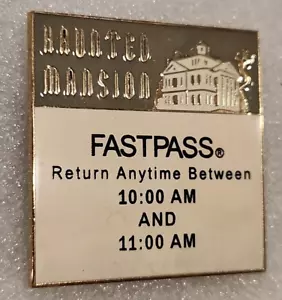 HAUNTED
MANSION
FASTPASS®
Return Anytime Between
10:00 AM
AND
11:00 AM